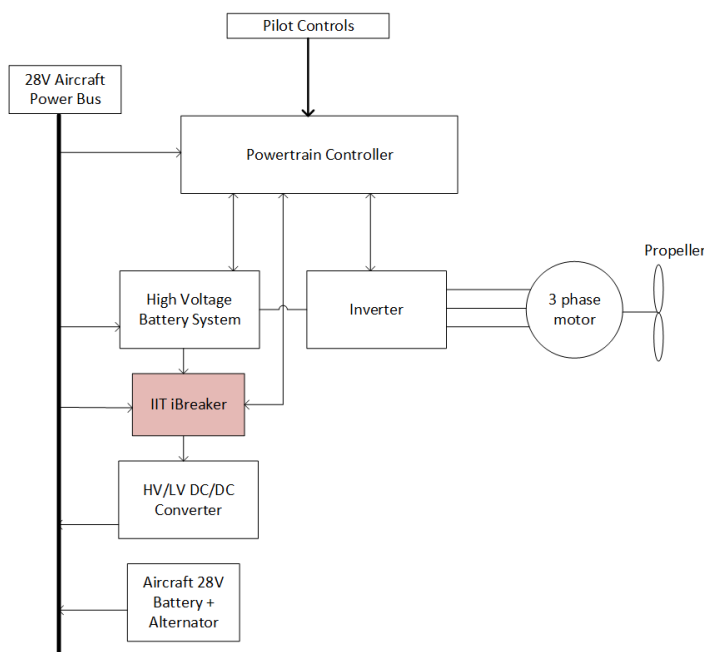 Pilot Controls
28V Aircraft
Power Bus
Powertrain Controller
Propeller
High Voltage
Battery System
Inverter
3 phase
motor
IIT iBreaker
HV/LV DC/DC
Converter
Aircraft 28V
Battery +
Alternator